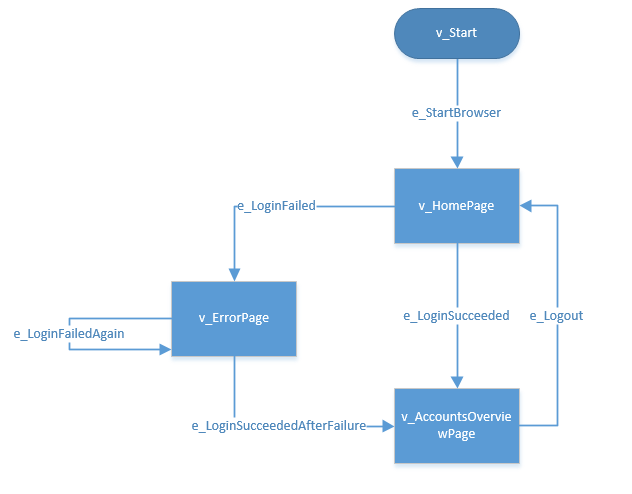 v_Start
e_StartBrowser
v_HomePage
e_LoginFailed
v_ErrorPage
e_LoginSucceeded
e_Logout
e_LoginFailedAgain
v_AccountsOvervie
wPage
e_LoginSucceededAfterFailure